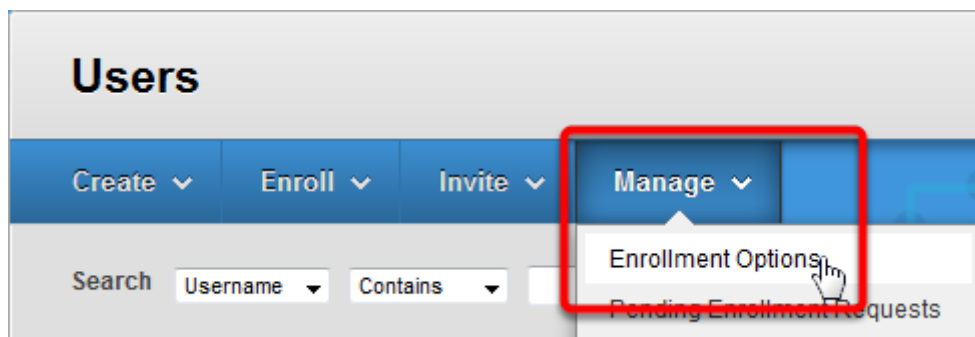 Users
Create Enroll Invite Manage
Enrollment Options
Search Username Contains
Pending Enrollment Requests